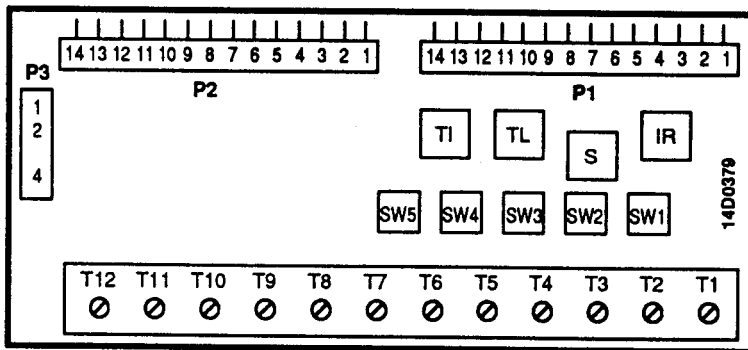 14 13 12 11 10 9 8 7 6 5 4 3 2 1
P2
14 13 12 11 10 9 8 7 6 5 4 3 2 1
P1
P3
1
2
4
TI TL S IR
SW5 SW4 SW3 SW2 SW1
14D0379
T12 T11 T10 T9 T8 T7 T6 T5 T4 T3 T2 T1